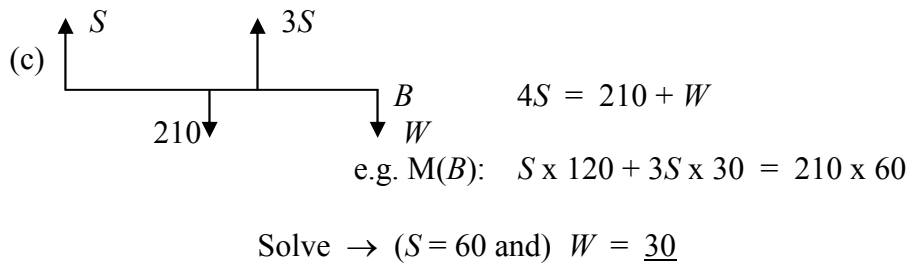 S 3S
(c)
B 4S = 210 + W
210 W
e.g. M(B): S x 120 + 3S x 30 = 210 x 60
Solve → (S = 60 and) W = 30